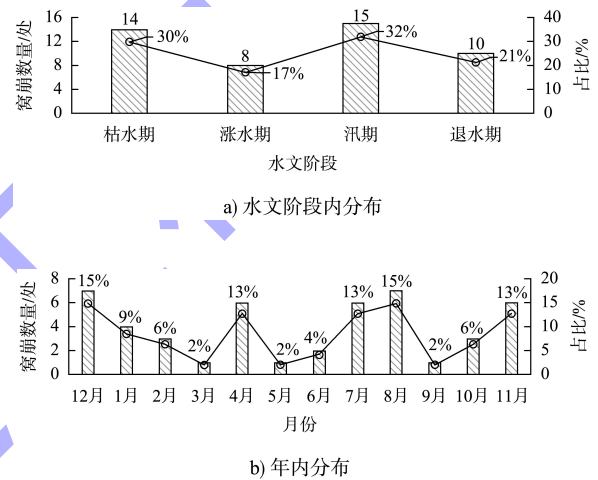 16 14 15 40
12 30% 8 32% 10 30
8 17% 21% 20
4 10
0 0
窝崩数量/处
占比/%
枯水期 涨水期 汛期 退水期
水文阶段
a) 水文阶段内分布
8 15% 13% 13% 15% 13% 20
6 9% 6% 15
4 2% 2% 4% 2% 6% 10
2 5
0 0
窝崩数量/处
占比/%
12月 1月 2月 3月 4月 5月 6月 7月 8月 9月 10月 11月
月份
b) 年内分布